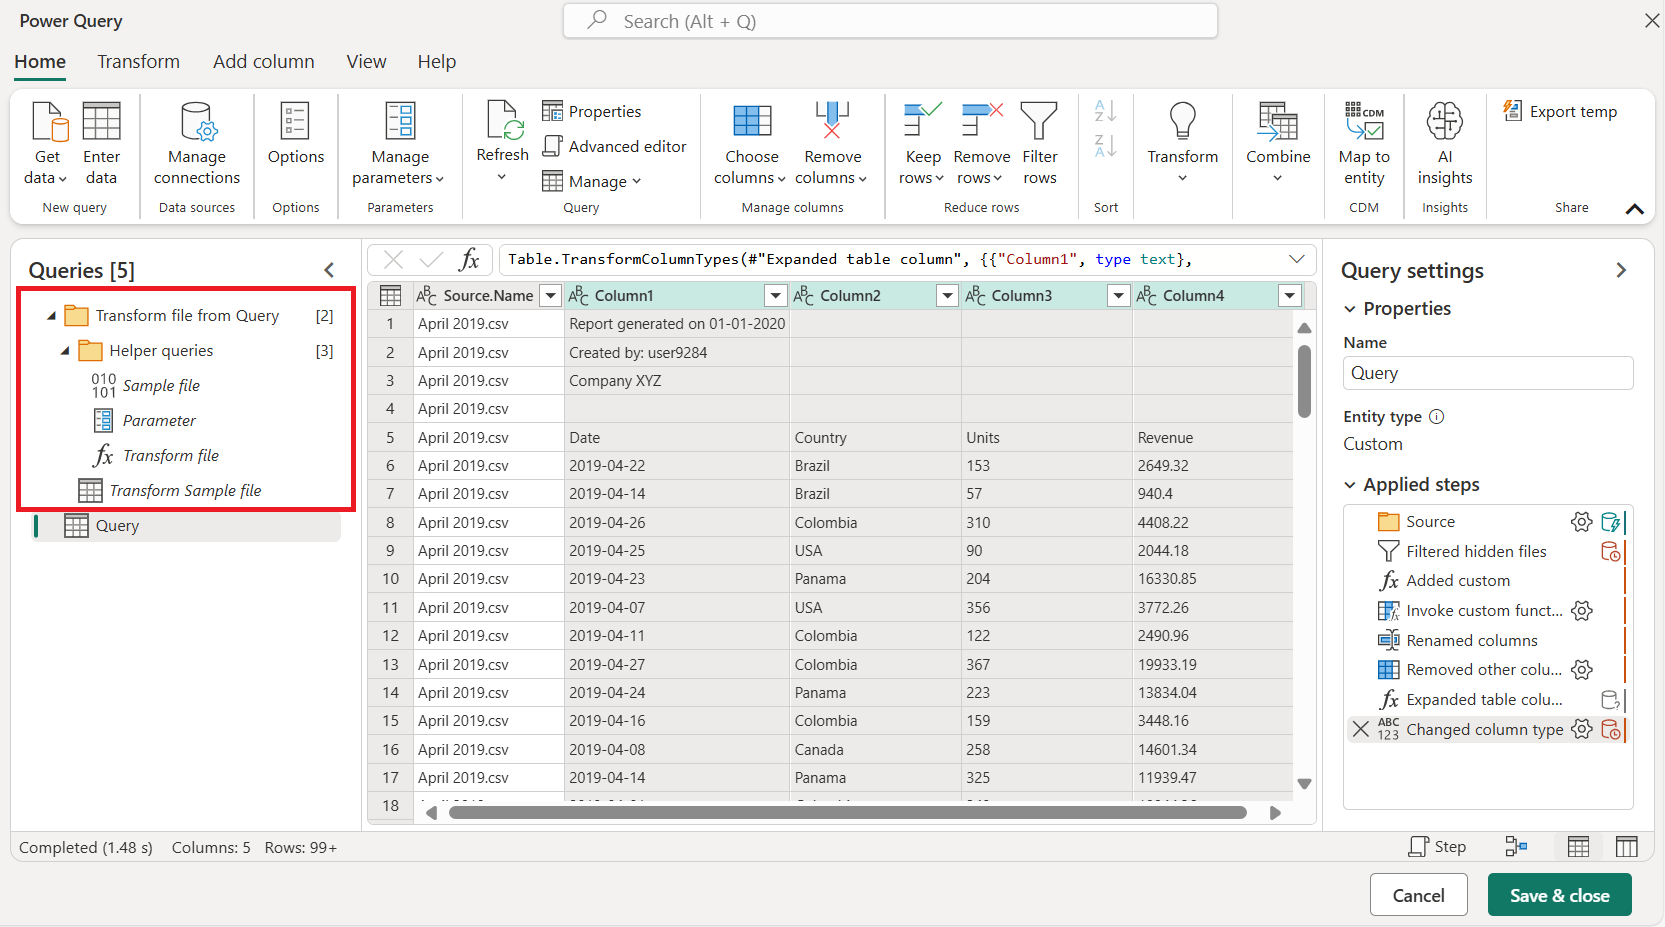 Power Query
Search (Alt + Q)
Home Transform Add column View Help
Get data
Enter data
New query
Manage connections
Data sources
Options
Options
Manage parameters
Parameters
Refresh
Properties
Advanced editor
Manage
Query
Choose columns
Remove columns
Manage columns
Keep rows
Remove rows
Filter rows
Reduce rows
Sort
Transform
Combine
CDM
Map to entity
CDM
AI insights
Insights
Export temp
Share
Queries [5]
Transform file from Query [2]
Helper queries [3]
010
101
Sample file
Parameter
fx Transform file
Transform Sample file
Query
fx Table.TransformColumnTypes(#"Expanded table column", {{"Column1", type text},
ABC Source.Name ABC Column1 ABC Column2 ABC Column3 ABC Column4
1 April 2019.csv Report generated on 01-01-2020
2 April 2019.csv Created by: user9284
3 April 2019.csv Company XYZ
4 April 2019.csv
5 April 2019.csv Date Country Units Revenue
6 April 2019.csv 2019-04-22 Brazil 153 2649.32
7 April 2019.csv 2019-04-14 Brazil 57 940.4
8 April 2019.csv 2019-04-26 Colombia 310 4408.22
9 April 2019.csv 2019-04-25 USA 90 2044.18
10 April 2019.csv 2019-04-23 Panama 204 16330.85
11 April 2019.csv 2019-04-07 USA 356 3772.26
12 April 2019.csv 2019-04-11 Colombia 122 2490.96
13 April 2019.csv 2019-04-27 Colombia 367 19933.19
14 April 2019.csv 2019-04-24 Panama 223 13834.04
15 April 2019.csv 2019-04-16 Colombia 159 3448.16
16 April 2019.csv 2019-04-08 Canada 258 14601.34
17 April 2019.csv 2019-04-14 Panama 325 11939.47
18
Query settings
Properties
Name
Query
Entity type
Custom
Applied steps
Source
Filtered hidden files
fx Added custom
Invoke custom funct...
Renamed columns
Removed other colu...
fx Expanded table colu...
ABC
123
Changed column type
Completed (1.48 s) Columns: 5 Rows: 99+
Step
Cancel
Save & close